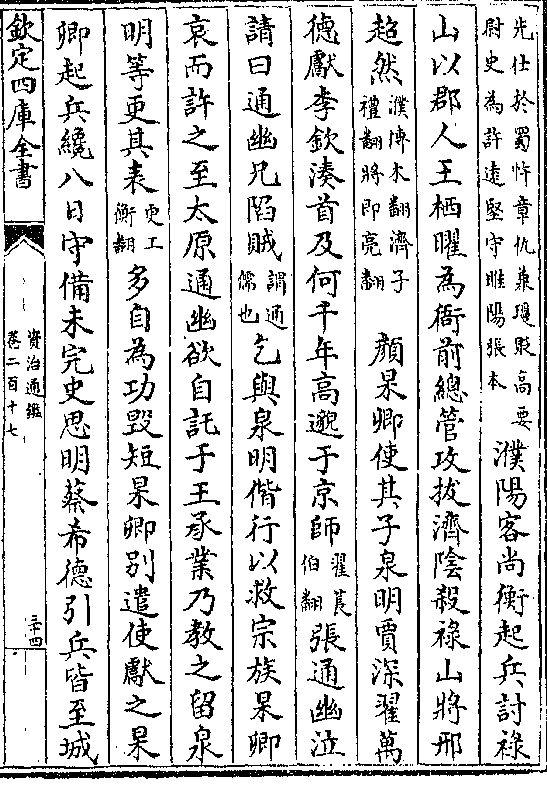 先仕於蜀忤章仇兼瓊貶高要
尉史為許遠堅守睢陽張本
濮陽客尚衡起兵討祿
山以郡人王栖曜為衙前總管攻拔濟陰殺祿山將邢
超然
濮博木翻濟子
禮翻將即亮翻
顔杲卿使其子泉明賈深翟萬
德獻李欽湊首及何千年高邈于京師
翟萇
伯翻
張通幽泣
請曰通幽兄陷賊
謂通
儒也
乞與泉明偕行以救宗族杲卿
哀而許之至太原通幽欲自託于王承業乃教之留泉
明等更其表
更工
衡翻
多自為功毀短杲卿别遣使獻之杲
卿起兵纔八日守備未完史思明蔡希德引兵皆至城
欽定四庫全書
資治通鑑
卷二百十七
三十四